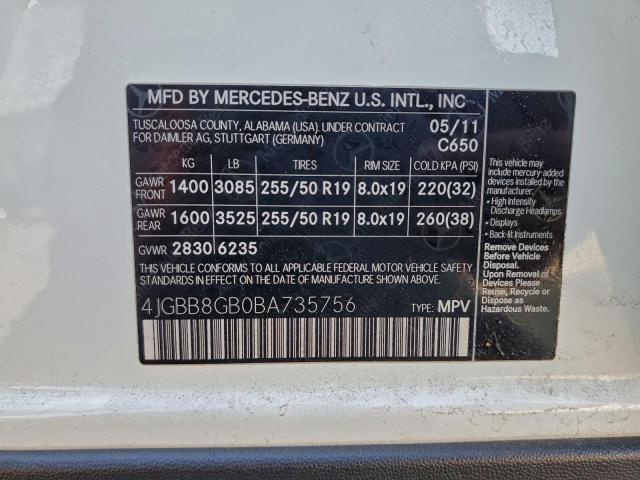 MFD BY MERCEDES-BENZ U.S. INTL., INC
TUSCALOOSA COUNTY, ALABAMA (USA). UNDER CONTRACT
FOR DAIMLER AG, STUTTGART (GERMANY)
05/11
C650
KG LB TIRES RIM SIZE COLD KPA (PSI)
GAWR FRONT 1400 3085 255/50 R19 8.0x19 220(32)
GAWR REAR 1600 3525 255/50 R19 8.0x19 260(38)
GVWR 2830 6235
THIS VEHICLE CONFORMS TO ALL APPLICABLE FEDERAL MOTOR VEHICLE SAFETY
STANDARDS IN EFFECT ON THE DATE OF MANUFACTURE SHOWN ABOVE.
4JGBB8GB0BA735756 TYPE: MPV
This vehicle may
include mercury-added
devices installed by the
manufacturer:
• High Intensity
Discharge Headlamps
• Displays
• Back-lit Instruments
Remove Devices
Before Vehicle
Disposal.
Upon Removal of
Devices Please
Reuse, Recycle or
Dispose as
Hazardous Waste.